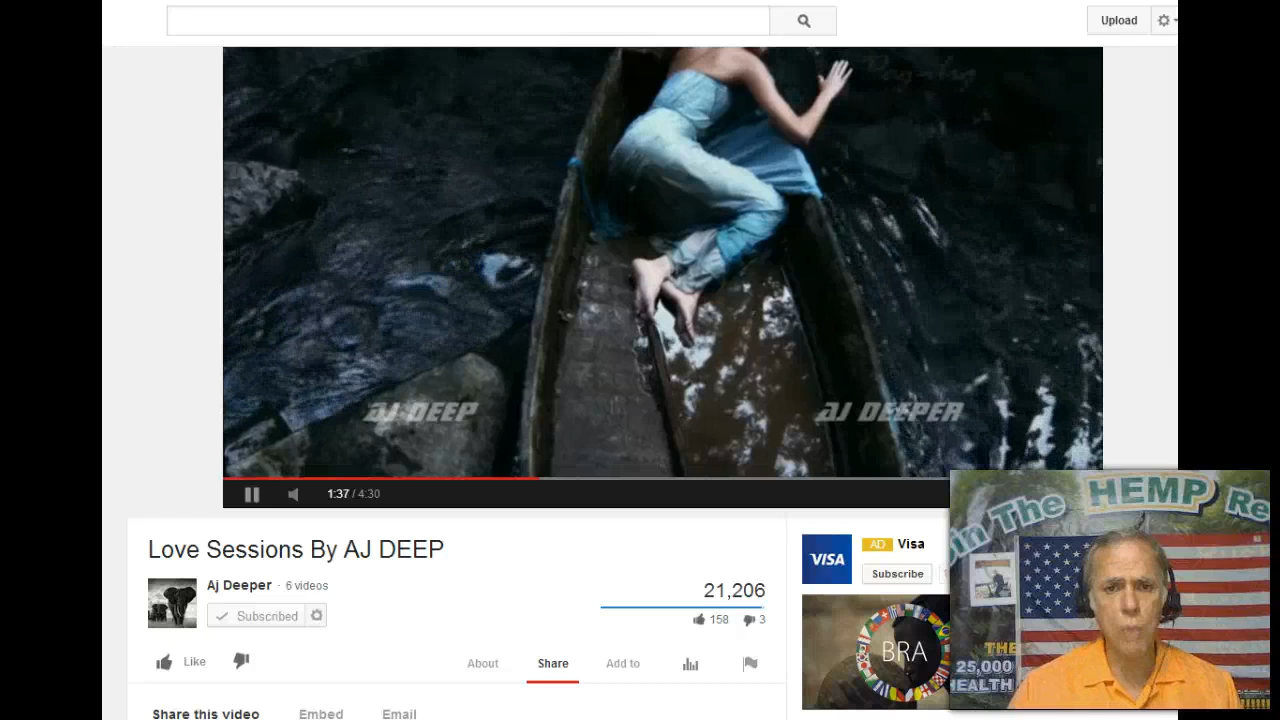 Upload
AJ DEEP
AJ DEEPER
1:37 / 4:30
Love Sessions By AJ DEEP
Aj Deeper · 6 videos
Subscribed
21,206
158
3
Like
About
Share
Add to
Share this video
Embed
Email
VISA
AD Visa
Subscribe
BRA
The HEMP Re
THE
25,000
HEALTH